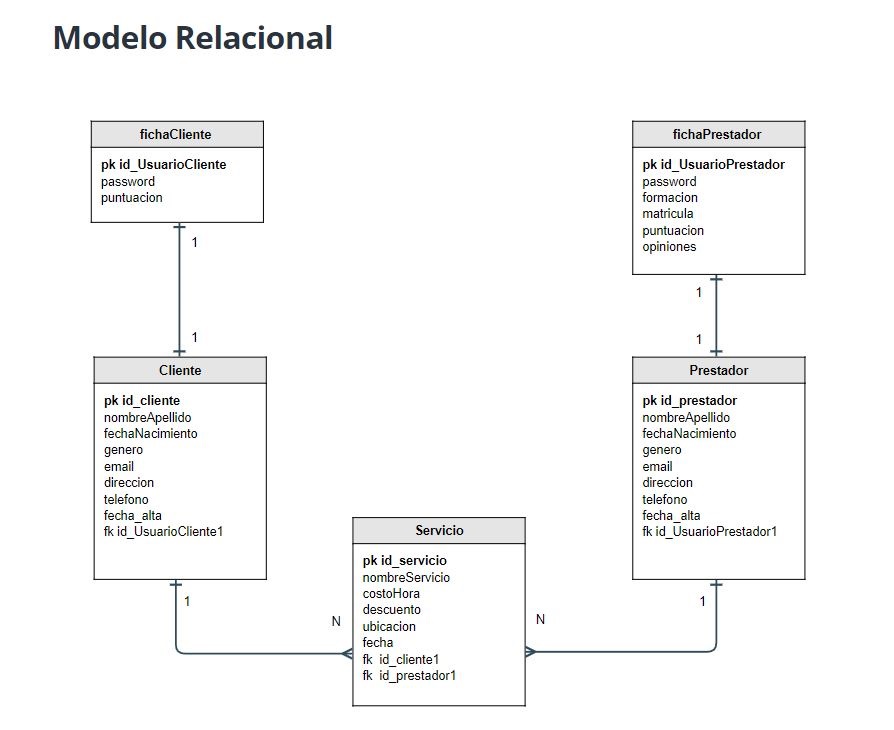 Modelo Relacional
fichaCliente
pk id_UsuarioCliente
password
puntuacion
1
1
fichaPrestador
pk id_UsuarioPrestador
password
formacion
matricula
puntuacion
opiniones
1
1
Cliente
pk id_cliente
nombreApellido
fechaNacimiento
genero
email
direccion
telefono
fecha_alta
fk id_UsuarioCliente1
1
N
Servicio
pk id_servicio
nombreServicio
costoHora
descuento
ubicacion
fecha
fk id_cliente1
fk id_prestador1
N
Prestador
pk id_prestador
nombreApellido
fechaNacimiento
genero
email
direccion
telefono
fecha_alta
fk id_UsuarioPrestador1
1